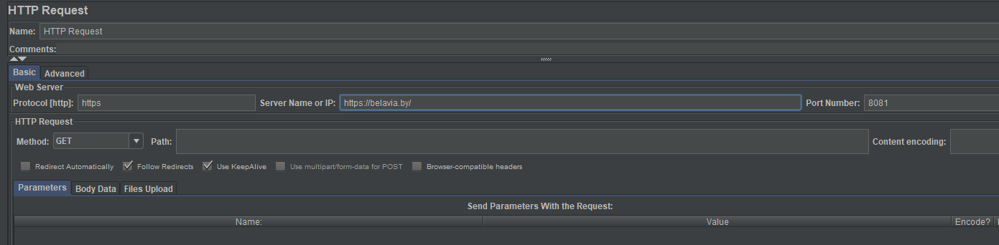 HTTP Request
Name: HTTP Request
Comments:
Basic Advanced
Web Server
Protocol [http]: https Server Name or IP: https://belavia.by/ Port Number: 8081
HTTP Request
Method: GET Path: Content encoding:
Redirect Automatically Follow Redirects Use KeepAlive Use multipart/form-data for POST Browser-compatible headers
Parameters Body Data Files Upload
Send Parameters With the Request:
Name: Value Encode?